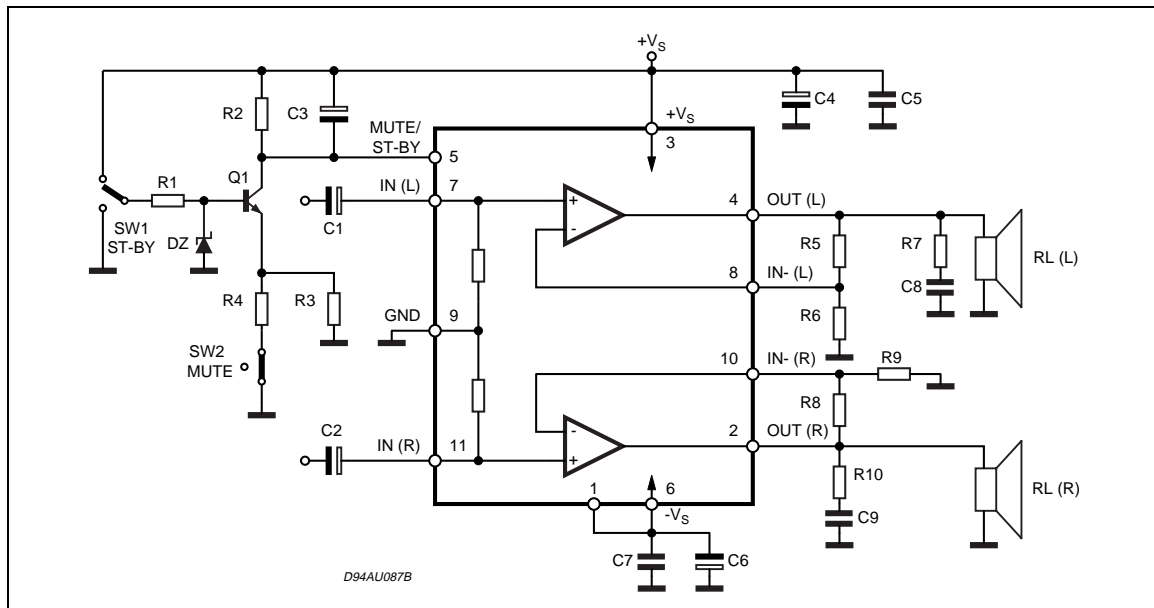 +VS
R2
C3
C4
C5
MUTE/
ST-BY
5
+VS
3
R1
Q1
IN (L)
7
4
OUT (L)
C1
SW1
ST-BY
DZ
+
-
R5
R7
RL (L)
8
IN- (L)
C8
R4
R3
GND
9
R6
SW2
MUTE
10
IN- (R)
R9
R8
C2
IN (R)
11
-
+
2
OUT (R)
1
6
-VS
R10
RL (R)
C9
C7
C6
D94AU087B